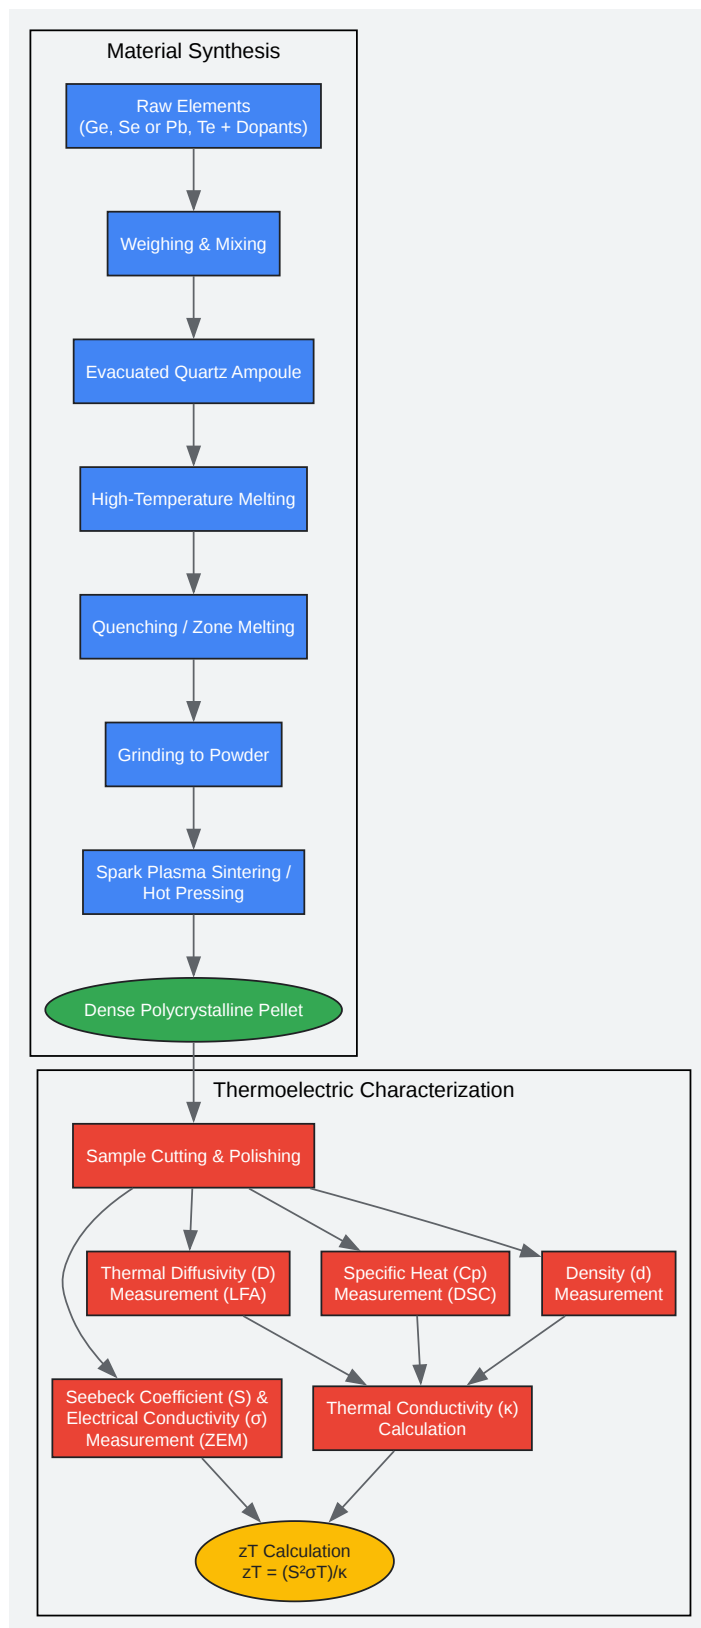 Material Synthesis
Raw Elements
(Ge, Se or Pb, Te + Dopants)
Weighing & Mixing
Evacuated Quartz Ampoule
High-Temperature Melting
Quenching / Zone Melting
Grinding to Powder
Spark Plasma Sintering /
Hot Pressing
Dense Polycrystalline Pellet
Thermoelectric Characterization
Sample Cutting & Polishing
Thermal Diffusivity (D)
Measurement (LFA)
Specific Heat (Cp)
Measurement (DSC)
Density (d)
Measurement
Seebeck Coefficient (S) &
Electrical Conductivity (σ)
Measurement (ZEM)
Thermal Conductivity (κ)
Calculation
zT Calculation
zT = (S²σT)/κ